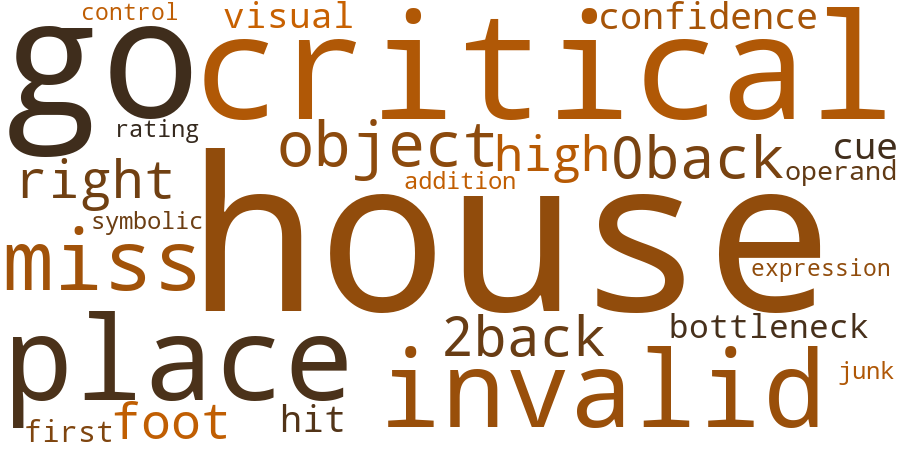 control
visual
confidence
go
critical
rating
object
high
0back
cue
right
addition
operand
symbolic
house
miss
expression
place
2back
bottleneck
invalid
junk
first
foot
hit